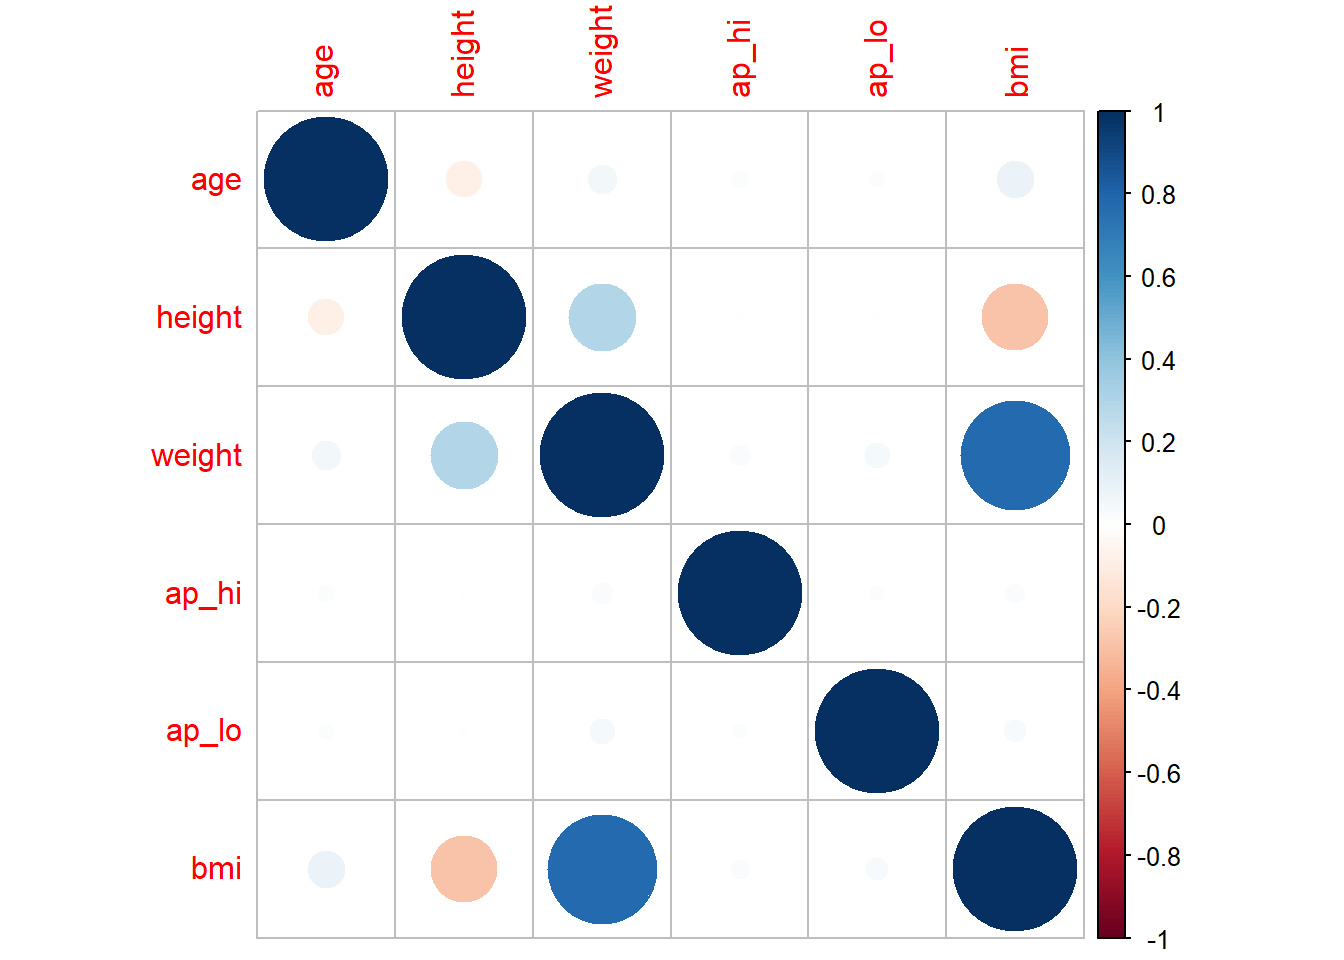 age
height
weight
ap_hi
ap_lo
bmi
age
height
weight
ap_hi
ap_lo
bmi
1
0.8
0.6
0.4
0.2
0
-0.2
-0.4
-0.6
-0.8
-1